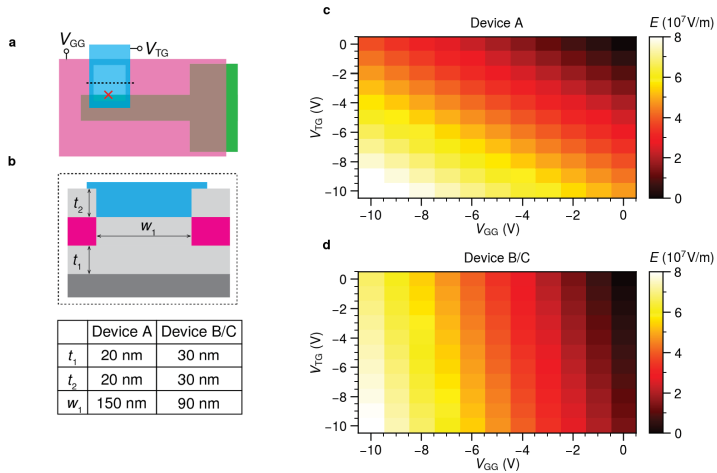 a
V_GG
V_TG
b
t_2
w_1
t_1
Device A Device B/C
t_1 20 nm 30 nm
t_2 20 nm 30 nm
w_1 150 nm 90 nm
c
Device A
E (10^7 V/m)
0
−2
−4
−6
−8
−10
V_TG (V)
−10 −8 −6 −4 −2 0
V_GG (V)
8
6
4
2
0
d
Device B/C
E (10^7 V/m)
0
−2
−4
−6
−8
−10
V_TG (V)
−10 −8 −6 −4 −2 0
V_GG (V)
8
6
4
2
0